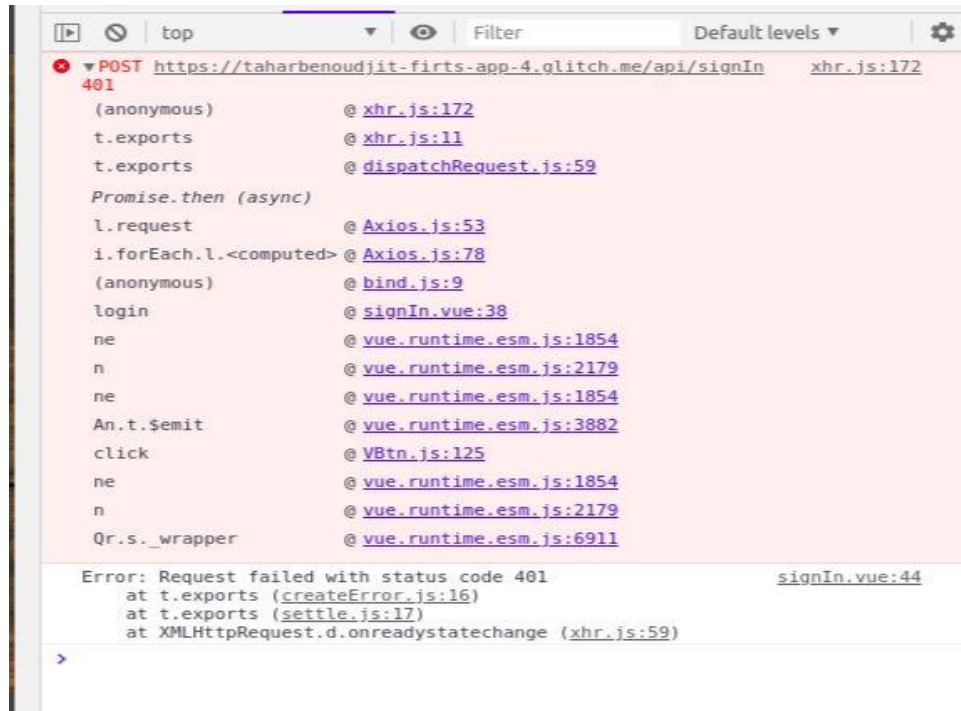 top Filter Default levels ▼
▼POST https://taharbenoudjit-firts-app-4.glitch.me/api/signIn xhr.js:172
401
(anonymous) @ xhr.js:172
t.exports @ xhr.js:11
t.exports @ dispatchRequest.js:59
Promise.then (async)
l.request @ Axios.js:53
i.forEach.l.<computed> @ Axios.js:78
(anonymous) @ bind.js:9
login @ signIn.vue:38
ne @ vue.runtime.esm.js:1854
n @ vue.runtime.esm.js:2179
ne @ vue.runtime.esm.js:1854
An.t.$emit @ vue.runtime.esm.js:3882
click @ VBtn.js:125
ne @ vue.runtime.esm.js:1854
n @ vue.runtime.esm.js:2179
Qr.s._wrapper @ vue.runtime.esm.js:6911
Error: Request failed with status code 401 signIn.vue:44
at t.exports (createError.js:16)
at t.exports (settle.js:17)
at XMLHttpRequest.d.onreadystatechange (xhr.js:59)
>